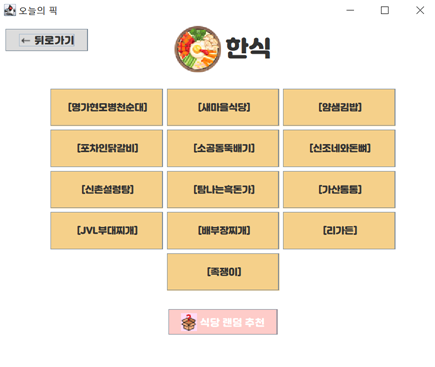 오늘의 픽
← 뒤로가기
한식
[명가현모병천순대] [새마을식당] [얌샘김밥]
[포차인닭갈비] [소공동뚝배기] [신조네와돈뼈]
[신촌설렁탕] [탐나는흑돈가] [가산통통]
[JVL부대찌개] [배부장찌개] [리가든]
[족쟁이]
식당 랜덤 추천